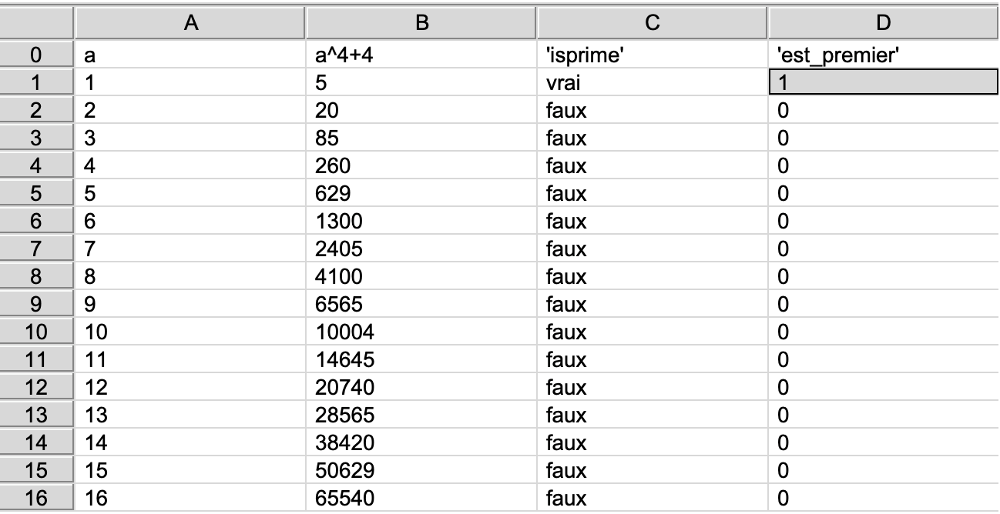 A B C D
0 a a^4+4 'isprime' 'est_premier'
1 1 5 vrai 1
2 2 20 faux 0
3 3 85 faux 0
4 4 260 faux 0
5 5 629 faux 0
6 6 1300 faux 0
7 7 2405 faux 0
8 8 4100 faux 0
9 9 6565 faux 0
10 10 10004 faux 0
11 11 14645 faux 0
12 12 20740 faux 0
13 13 28565 faux 0
14 14 38420 faux 0
15 15 50629 faux 0
16 16 65540 faux 0